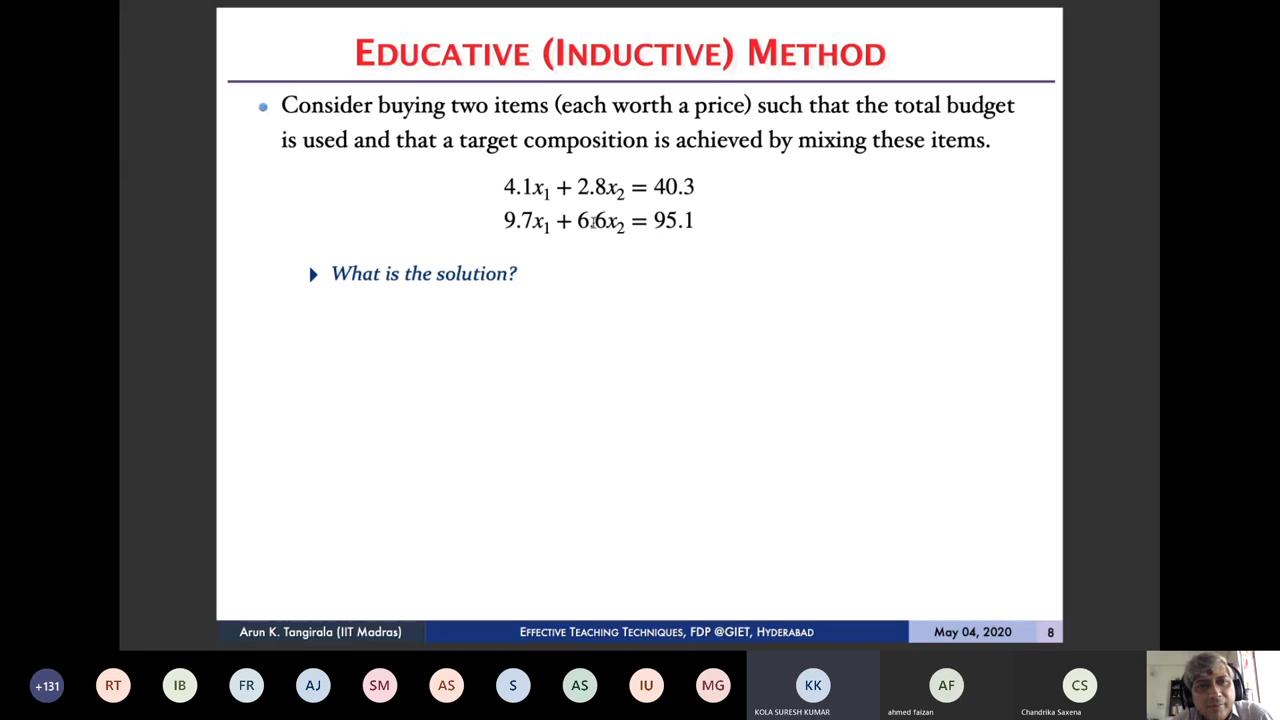 EDUCATIVE (INDUCTIVE) METHOD
Consider buying two items (each worth a price) such that the total budget
is used and that a target composition is achieved by mixing these items.
4.1x₁ + 2.8x₂ = 40.3
9.7x₁ + 6.6x₂ = 95.1
What is the solution?
Arun K. Tangirala (IIT Madras) EFFECTIVE TEACHING TECHNIQUES, FDP @GIET, HYDERABAD May 04, 2020 8
+131 RT IB FR AJ SM AS S AS IU MG KK AF CS
KOLA SURESH KUMAR ahmed faizan Chandrika Saxena